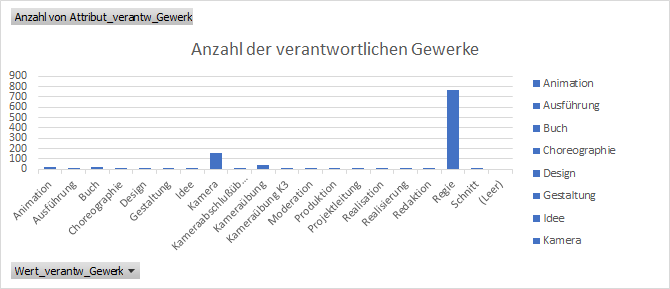 Anzahl von Attribut_verantw_Gewerk
Anzahl der verantwortlichen Gewerke
900
800
700
600
500
400
300
200
100
0
Animation
Ausführung
Buch
Choreographie
Design
Gestaltung
Idee
Kamera
Kameraabschlußüb...
Kameraübung
Kameraübung K3
Moderation
Produktion
Projektleitung
Realisation
Realisierung
Redaktion
Regie
Schnitt
(Leer)
Animation
Ausführung
Buch
Choreographie
Design
Gestaltung
Idee
Kamera
Wert_verantw_Gewerk